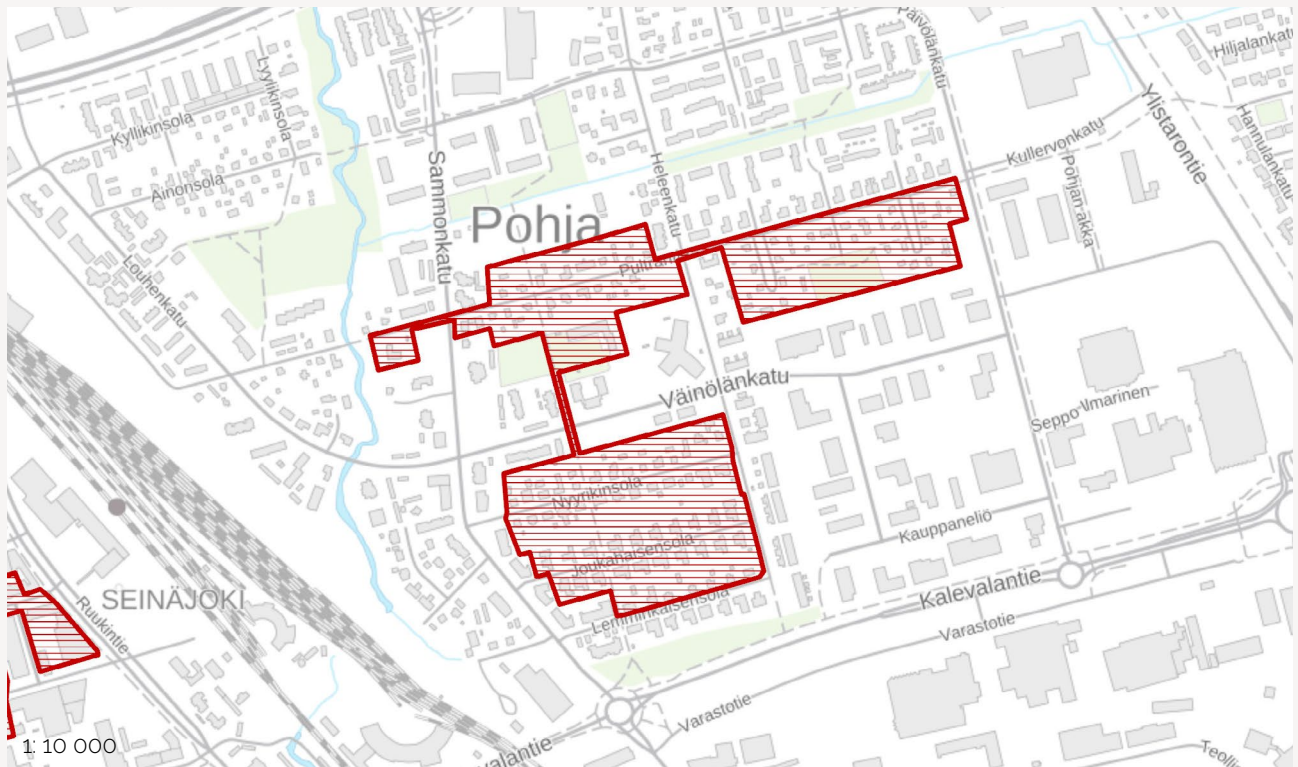 Päivölänkatu
Hiljalankatu
Lyylikinsola
Kyllikinsola
Ylistarontie
Hannulankatu
Kullervonkatu
Sammonkatu
Heleenkatu
Pohjan-akka
Ainonsola
Pohja
Louhenkatu
Väinölänkatu
Seppo Ilmarinen
Nyyrikinsola
Kauppaneliö
Joukahaisensola
Kalevalantie
SEINÄJOKI
Ruukintie
Lemminkäisensola
Varastotie
Varastotie
valantie
1: 10 000